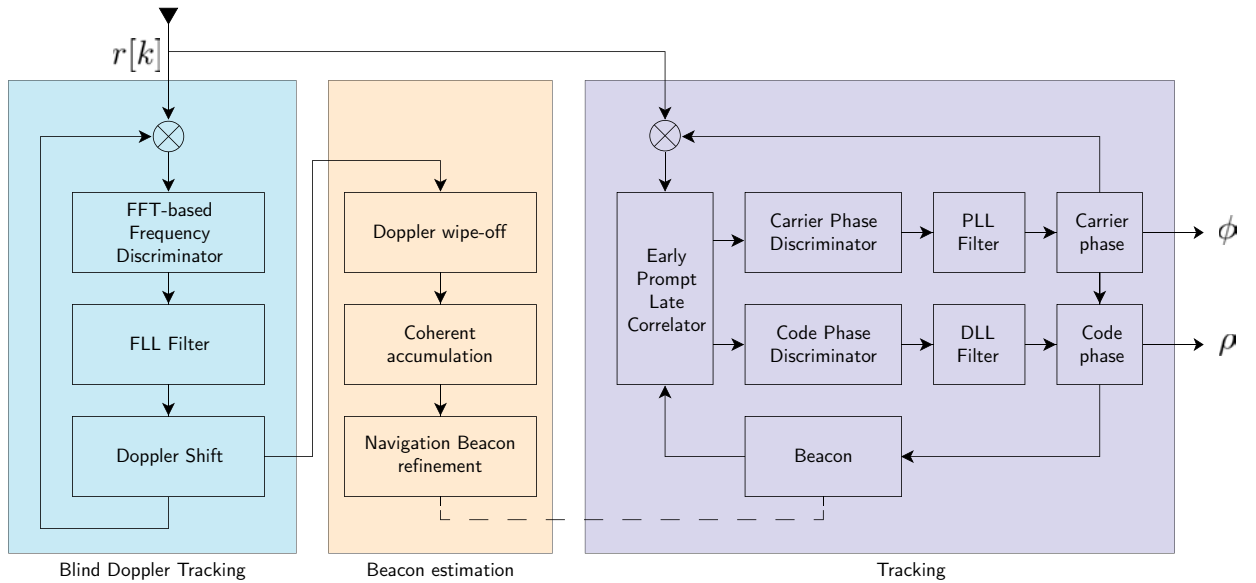 r[k]
FFT-based
Frequency
Discriminator
FLL Filter
Doppler Shift
Blind Doppler Tracking
Doppler wipe-off
Coherent
accumulation
Navigation Beacon
refinement
Beacon estimation
Early
Prompt
Late
Correlator
Carrier Phase
Discriminator
PLL
Filter
Carrier
phase
ϕ
Code Phase
Discriminator
DLL
Filter
Code
phase
ρ
Beacon
Tracking